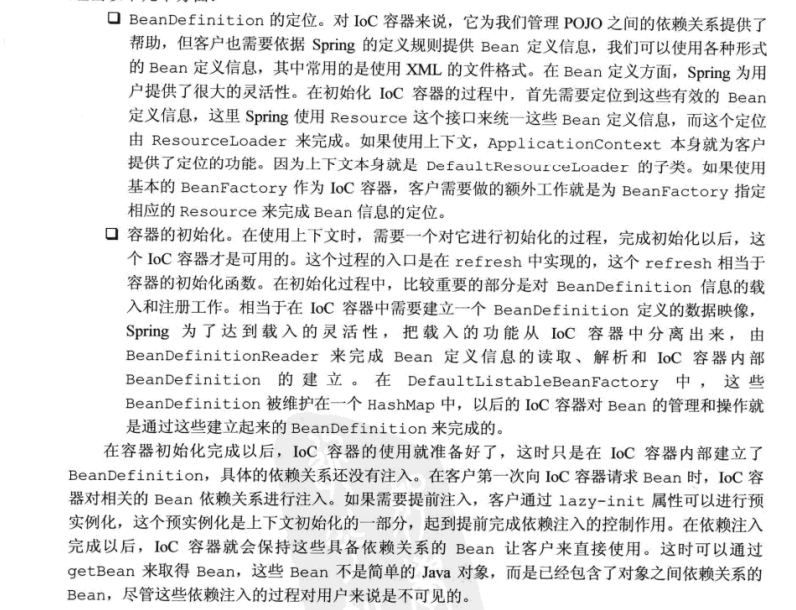 ❑ BeanDefinition 的定位。对 IoC 容器来说，它为我们管理 POJO 之间的依赖关系提供了
帮助，但客户也需要依据 Spring 的定义规则提供 Bean 定义信息，我们可以使用各种形式
的 Bean 定义信息，其中常用的是使用 XML 的文件格式。在 Bean 定义方面，Spring 为用
户提供了很大的灵活性。在初始化 IoC 容器的过程中，首先需要定位到这些有效的 Bean
定义信息，这里 Spring 使用 Resource 这个接口来统一这些 Bean 定义信息，而这个定位
由 ResourceLoader 来完成。如果使用上下文，ApplicationContext 本身就为客户
提供了定位的功能。因为上下文本身就是 DefaultResourceLoader 的子类。如果使用
基本的 BeanFactory 作为 IoC 容器，客户需要做的额外工作就是为 BeanFactory 指定
相应的 Resource 来完成 Bean 信息的定位。
❑ 容器的初始化。在使用上下文时，需要一个对它进行初始化的过程，完成初始化以后，这
个 IoC 容器才是可用的。这个过程的入口是在 refresh 中实现的，这个 refresh 相当于
容器的初始化函数。在初始化过程中，比较重要的部分是对 BeanDefinition 信息的载
入和注册工作。相当于在 IoC 容器中需要建立一个 BeanDefinition 定义的数据映像，
Spring 为了达到载入的灵活性，把载入的功能从 IoC 容器中分离出来，由
BeanDefinitionReader 来完成 Bean 定义信息的读取、解析和 IoC 容器内部
BeanDefinition 的建立。在 DefaultListableBeanFactory 中，这些
BeanDefinition 被维护在一个 HashMap 中，以后的 IoC 容器对 Bean 的管理和操作就
是通过这些建立起来的 BeanDefinition 来完成的。
在容器初始化完成以后，IoC 容器的使用就准备好了，这时只是在 IoC 容器内部建立了
BeanDefinition，具体的依赖关系还没有注入。在客户第一次向 IoC 容器请求 Bean 时，IoC 容
器对相关的 Bean 依赖关系进行注入。如果需要提前注入，客户通过 lazy-init 属性可以进行预
实例化，这个预实例化是上下文初始化的一部分，起到提前完成依赖注入的控制作用。在依赖注入
完成以后，IoC 容器就会保持这些具备依赖关系的 Bean 让客户来直接使用。这时可以通过
getBean 来取得 Bean，这些 Bean 不是简单的 Java 对象，而是已经包含了对象之间依赖关系的
Bean，尽管这些依赖注入的过程对用户来说是不可见的。